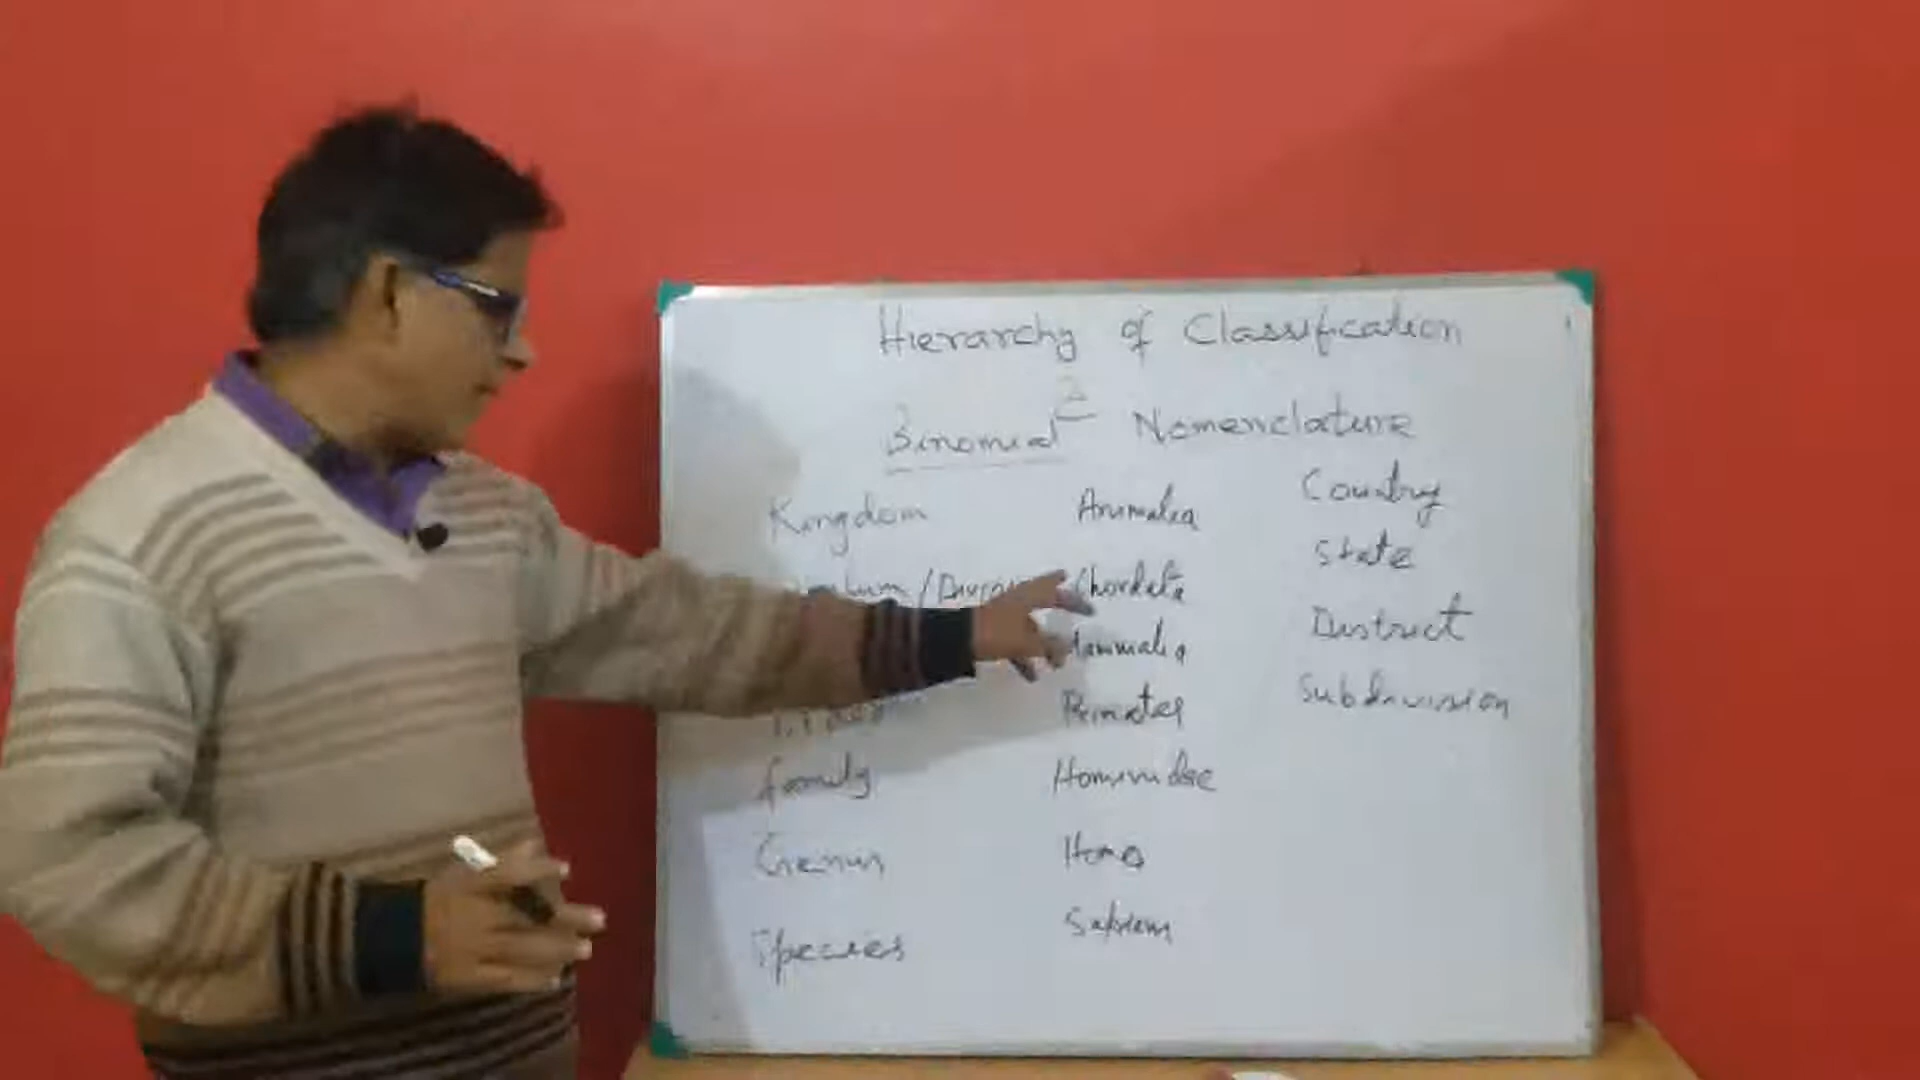 Hierarchy of Classification
2
Binomial Nomenclature
Kingdom Animalia Country
/ Chordata State
Mammalia District
Primates Subdivision
family Hominidae
Genus Homo
Species Sapiens